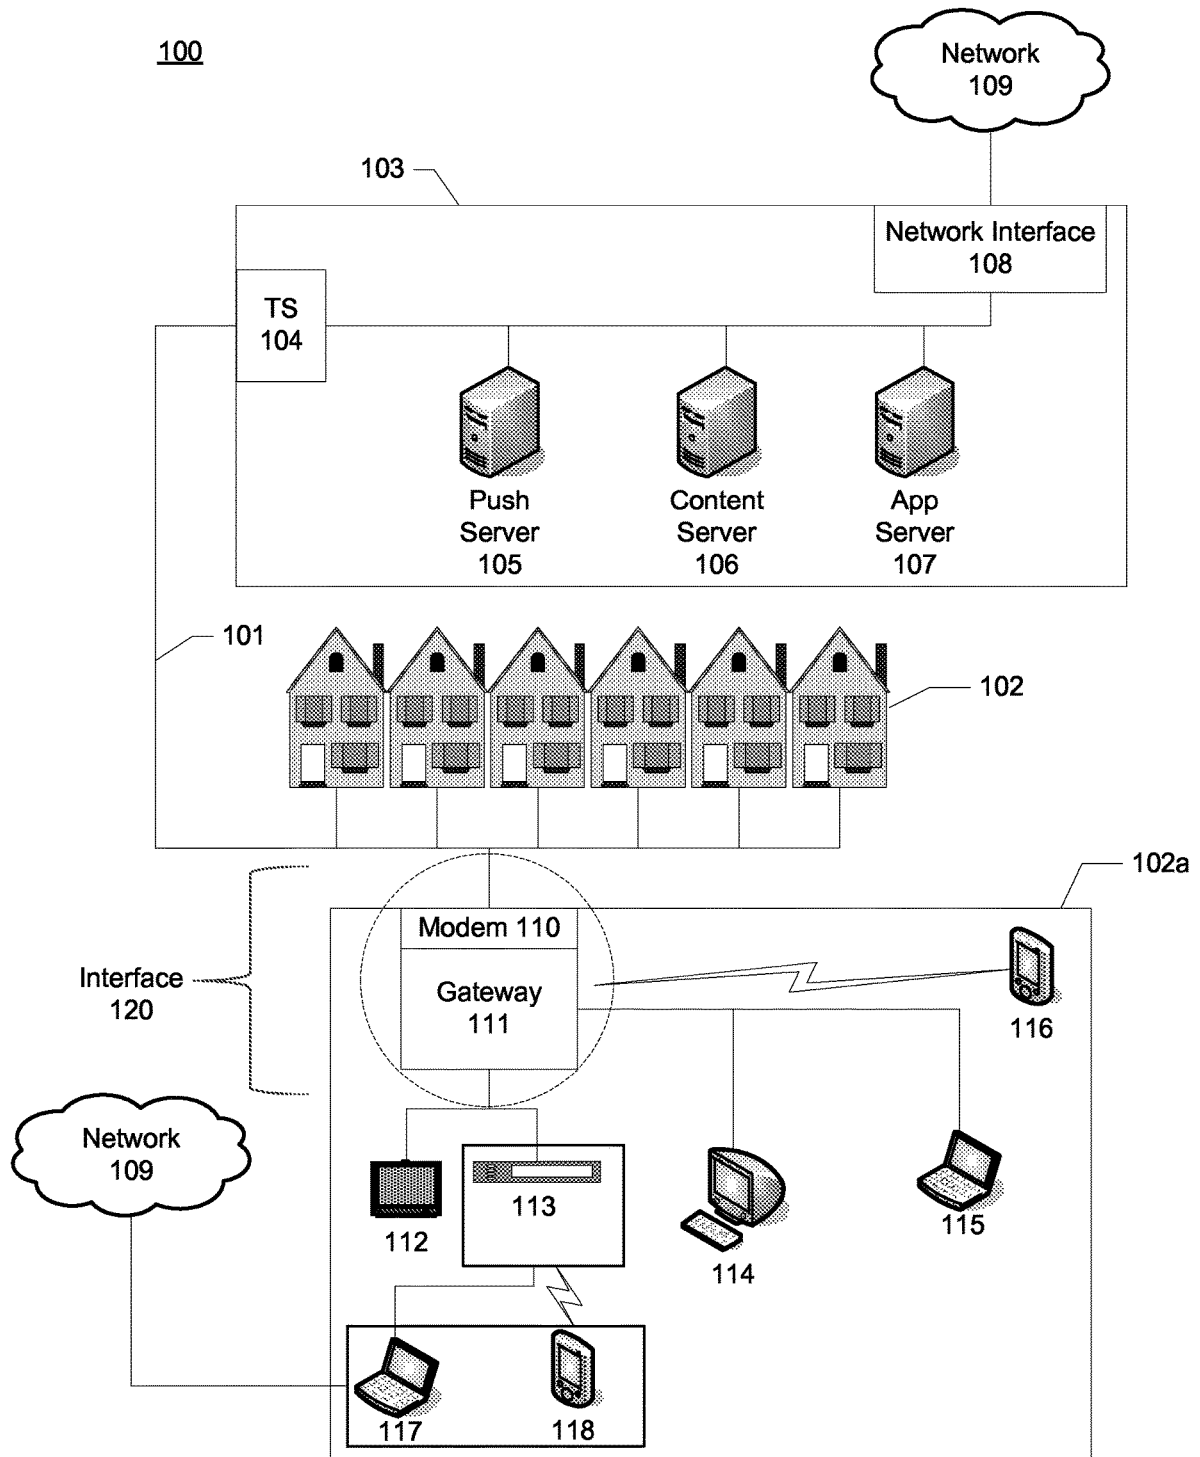 100
Network
109
103
Network Interface
108
TS
104
Push
Server
105
Content
Server
106
App
Server
107
101
102
102a
Modem 110
Interface
120
Gateway
111
116
Network
109
112
113
114
115
117
118